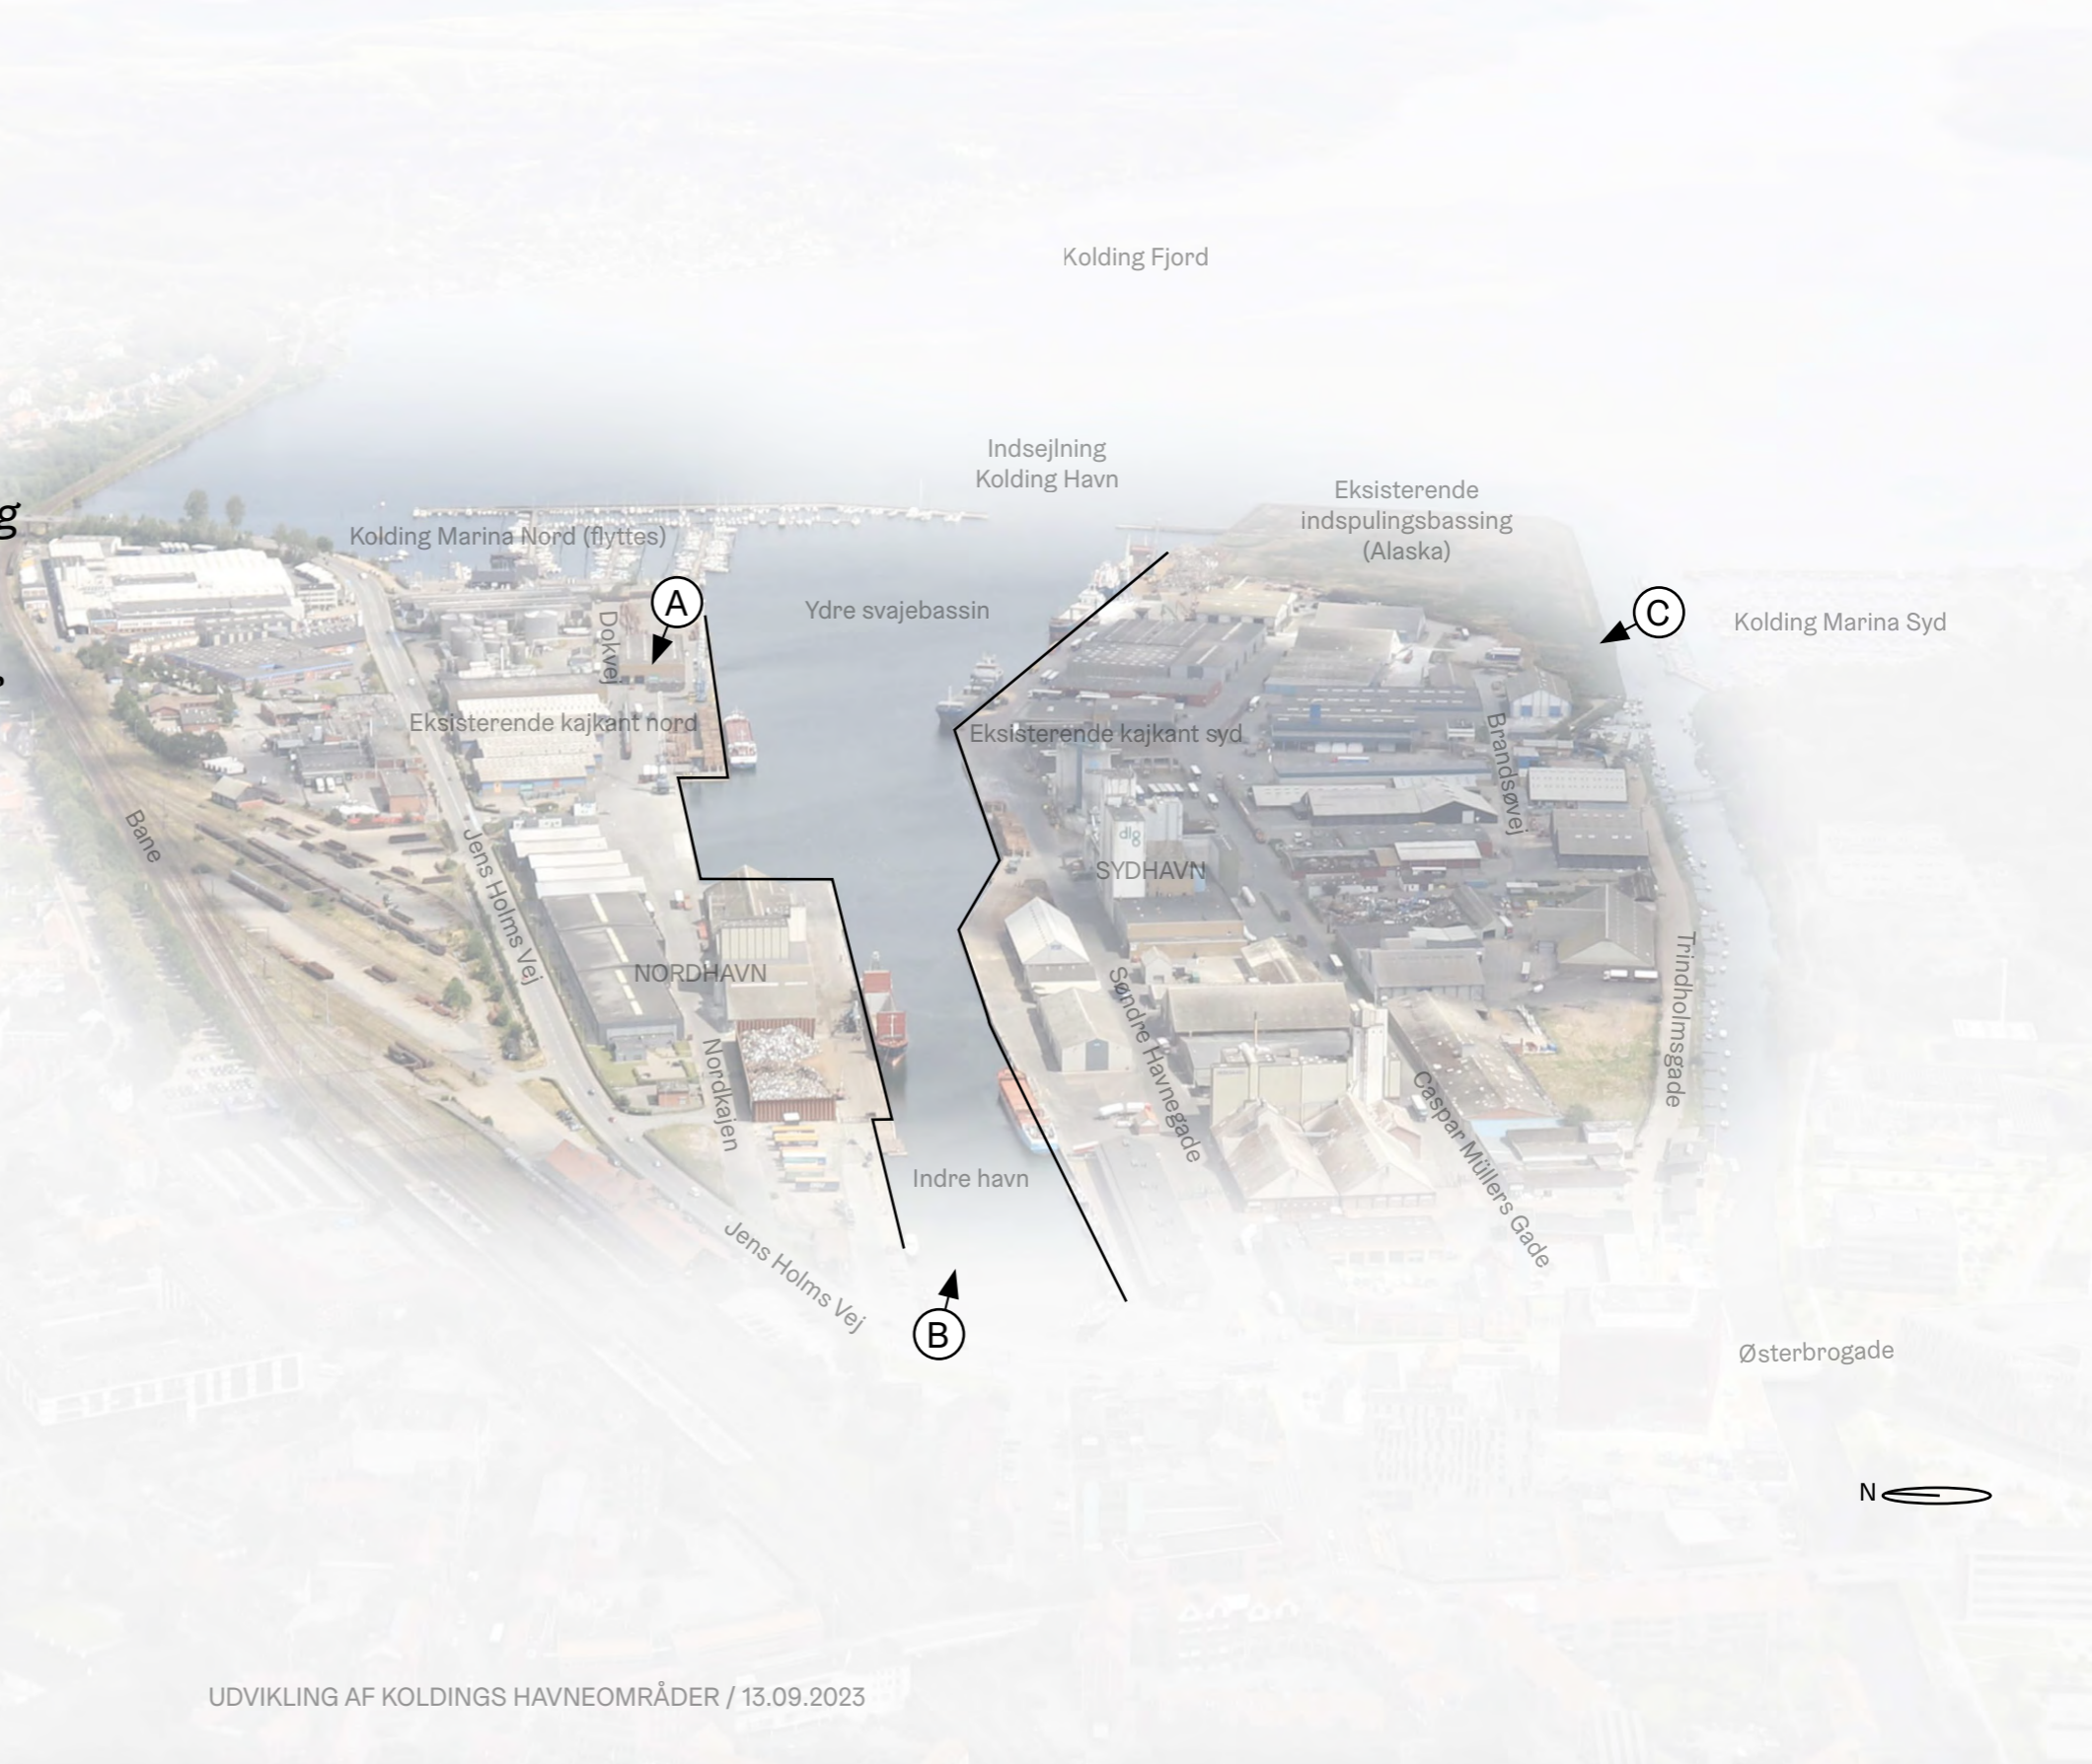 Kolding Fjord
Indsejlning
Kolding Havn
Eksisterende
indspulingsbassing
(Alaska)
g
Kolding Marina Nord (flyttes)
A
Ydre svajebassin
C
Kolding Marina Syd
Dokvej
Eksisterende kajkant nord
Eksisterende kajkant syd
Brandsøvej
Bane
Jens Holms Vej
dlg
SYDHAVN
NORDHAVN
Nordkajen
Søndre Havnegade
Trindholmsgade
Caspar Müllers Gade
Indre havn
Jens Holms Vej
B
Østerbrogade
N
UDVIKLING AF KOLDINGS HAVNEOMRÅDER / 13.09.2023